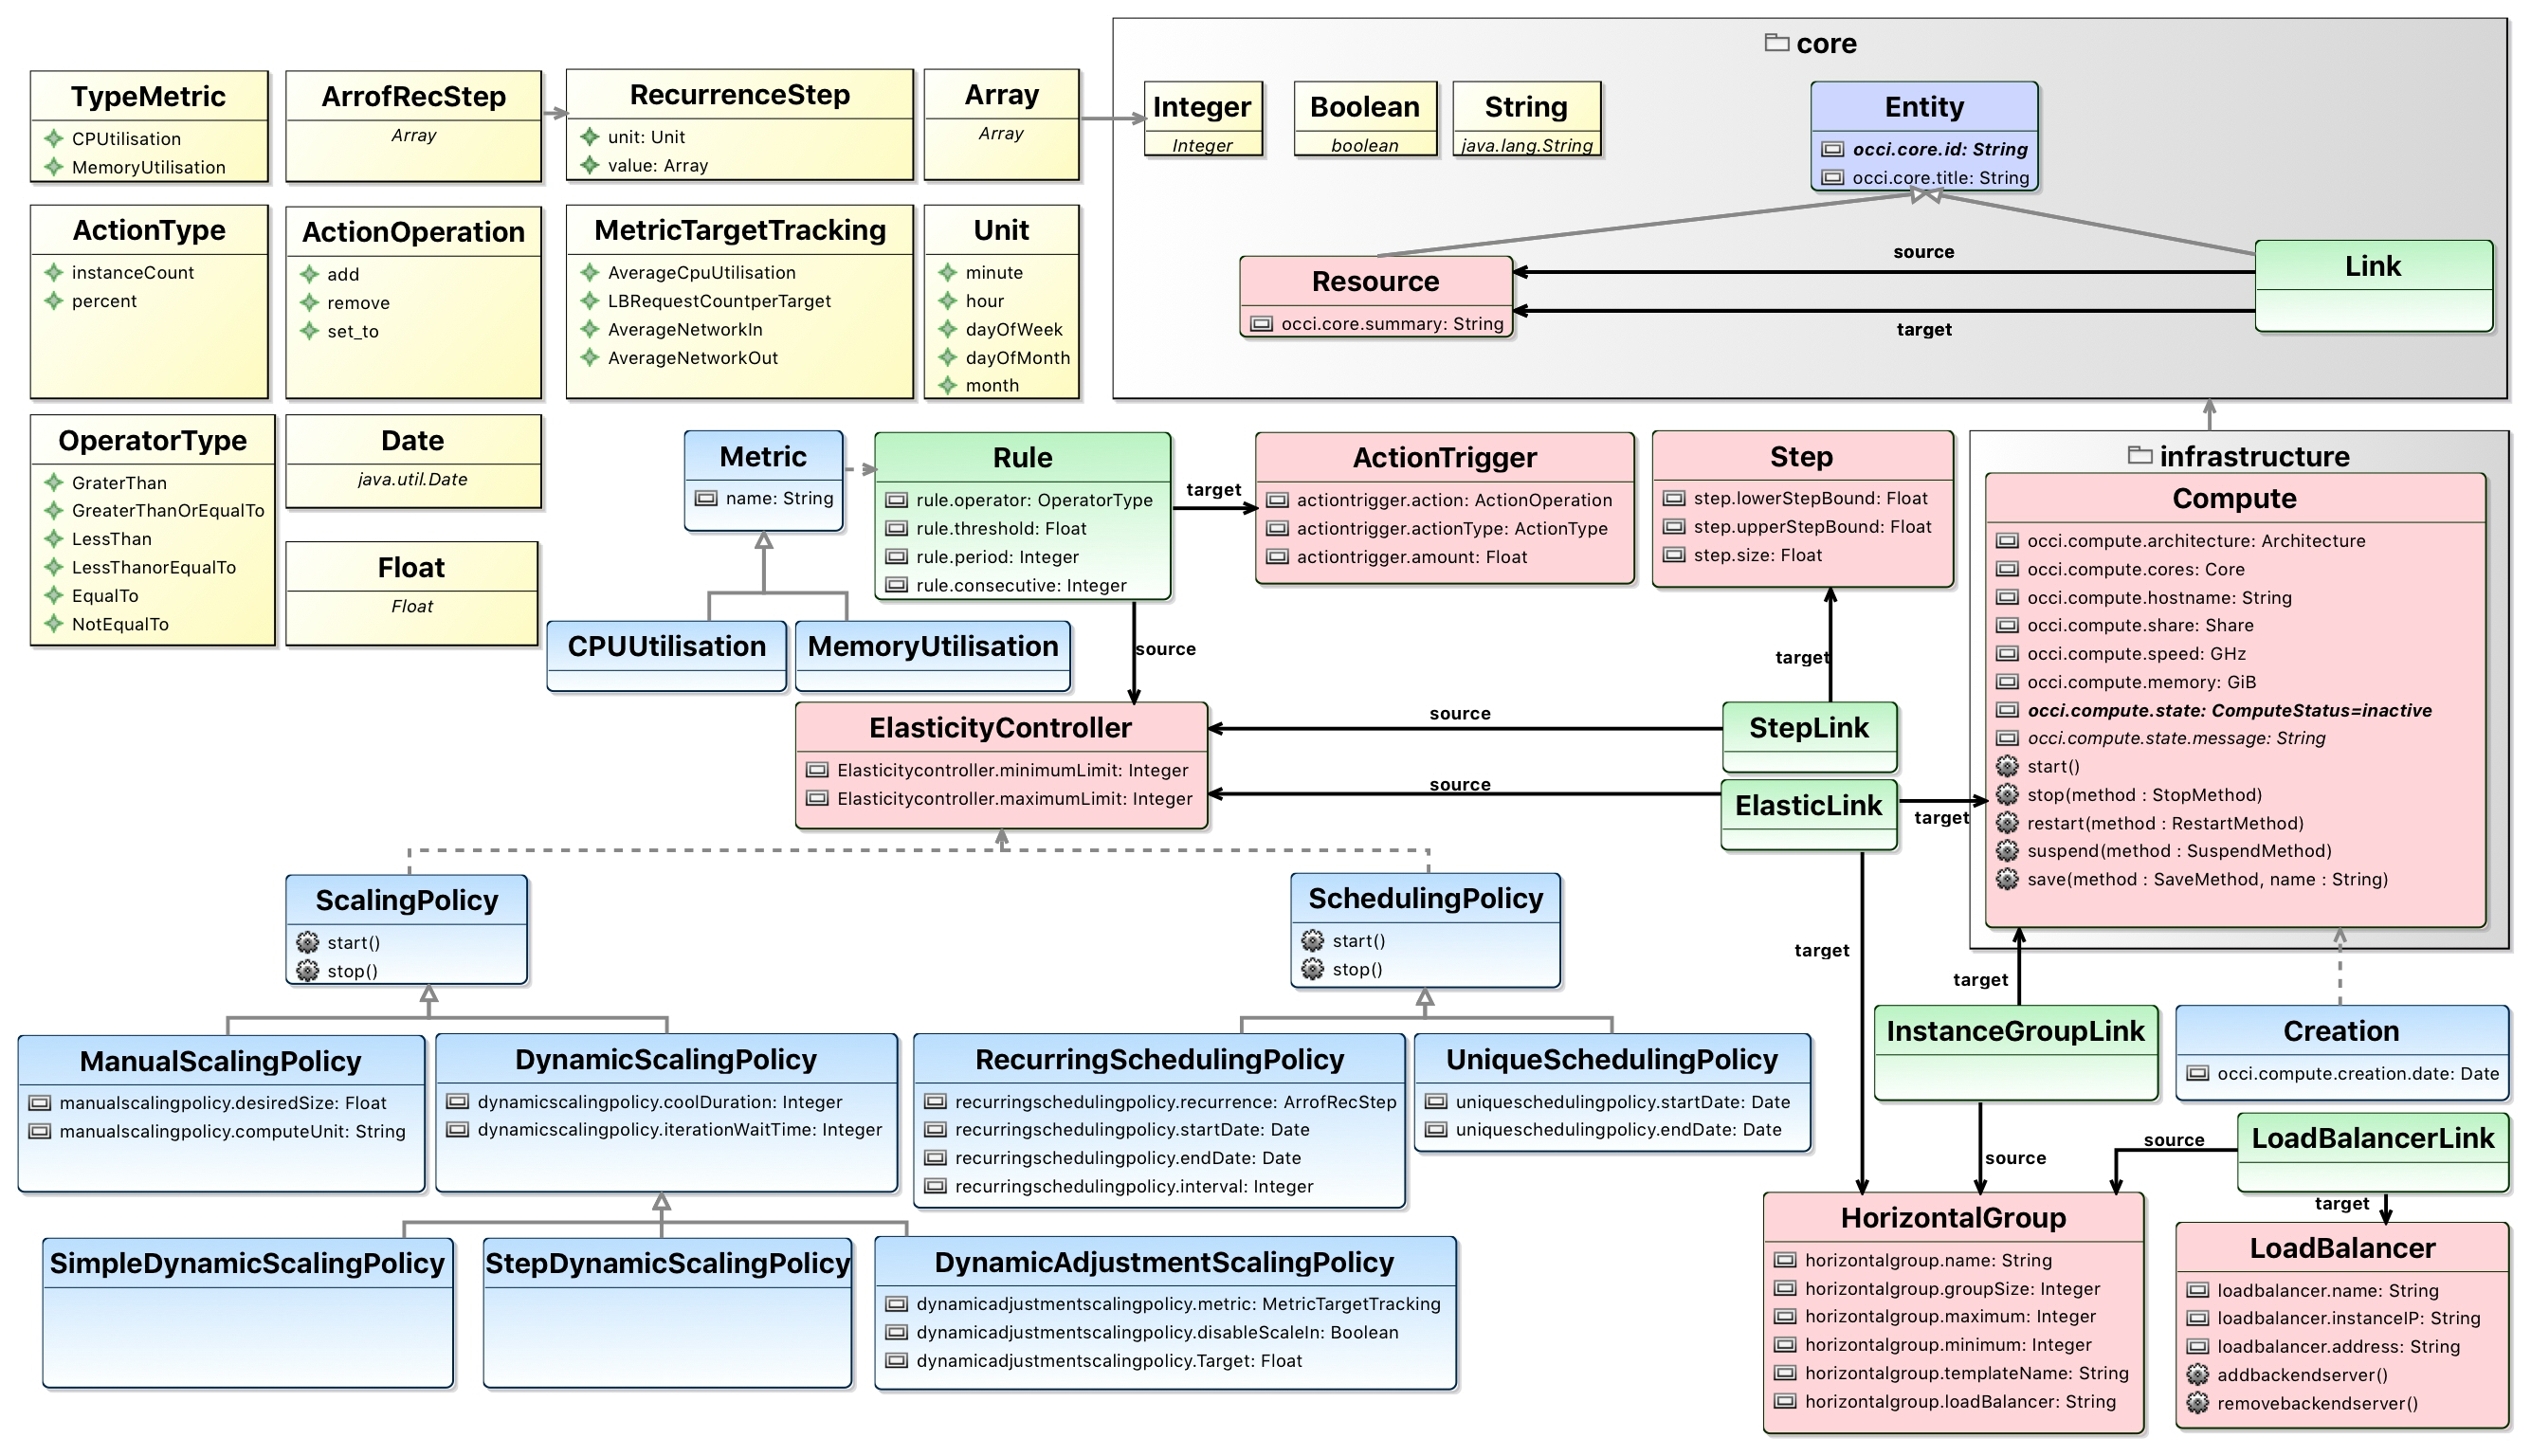 core
TypeMetric
CPUtilisation
MemoryUtilisation
ArrofRecStep
Array
RecurrenceStep
unit: Unit
value: Array
Array
Array
Integer
Integer
Boolean
boolean
String
java.lang.String
Entity
occi.core.id: String
occi.core.title: String
Resource
occi.core.summary: String
source
target
Link
ActionType
instanceCount
percent
ActionOperation
add
remove
set_to
MetricTargetTracking
AverageCpuUtilisation
LBRequestCountperTarget
AverageNetworkIn
AverageNetworkOut
Unit
minute
hour
dayOfWeek
dayOfMonth
month
OperatorType
GraterThan
GreaterThanOrEqualTo
LessThan
LessThanorEqualTo
EqualTo
NotEqualTo
Date
java.util.Date
Float
Float
Metric
name: String
Rule
rule.operator: OperatorType
rule.threshold: Float
rule.period: Integer
rule.consecutive: Integer
target
ActionTrigger
actiontrigger.action: ActionOperation
actiontrigger.actionType: ActionType
actiontrigger.amount: Float
Step
step.lowerStepBound: Float
step.upperStepBound: Float
step.size: Float
infrastructure
Compute
occi.compute.architecture: Architecture
occi.compute.cores: Core
occi.compute.hostname: String
occi.compute.share: Share
occi.compute.speed: GHz
occi.compute.memory: GiB
occi.compute.state: ComputeStatus=inactive
occi.compute.state.message: String
start()
stop(method : StopMethod)
restart(method : RestartMethod)
suspend(method : SuspendMethod)
save(method : SaveMethod, name : String)
CPUUtilisation
MemoryUtilisation
source
target
ElasticityController
Elasticitycontroller.minimumLimit: Integer
Elasticitycontroller.maximumLimit: Integer
source
StepLink
source
ElasticLink
target
ScalingPolicy
start()
stop()
SchedulingPolicy
start()
stop()
target
target
ManualScalingPolicy
manualscalingpolicy.desiredSize: Float
manualscalingpolicy.computeUnit: String
DynamicScalingPolicy
dynamicscalingpolicy.coolDuration: Integer
dynamicscalingpolicy.iterationWaitTime: Integer
RecurringSchedulingPolicy
recurringschedulingpolicy.recurrence: ArrofRecStep
recurringschedulingpolicy.startDate: Date
recurringschedulingpolicy.endDate: Date
recurringschedulingpolicy.interval: Integer
UniqueSchedulingPolicy
uniqueschedulingpolicy.startDate: Date
uniqueschedulingpolicy.endDate: Date
InstanceGroupLink
Creation
occi.compute.creation.date: Date
source
source
LoadBalancerLink
target
SimpleDynamicScalingPolicy
StepDynamicScalingPolicy
DynamicAdjustmentScalingPolicy
dynamicadjustmentscalingpolicy.metric: MetricTargetTracking
dynamicadjustmentscalingpolicy.disableScaleIn: Boolean
dynamicadjustmentscalingpolicy.Target: Float
HorizontalGroup
horizontalgroup.name: String
horizontalgroup.groupSize: Integer
horizontalgroup.maximum: Integer
horizontalgroup.minimum: Integer
horizontalgroup.templateName: String
horizontalgroup.loadBalancer: String
LoadBalancer
loadbalancer.name: String
loadbalancer.instanceIP: String
loadbalancer.address: String
addbackendserver()
removebackendserver()